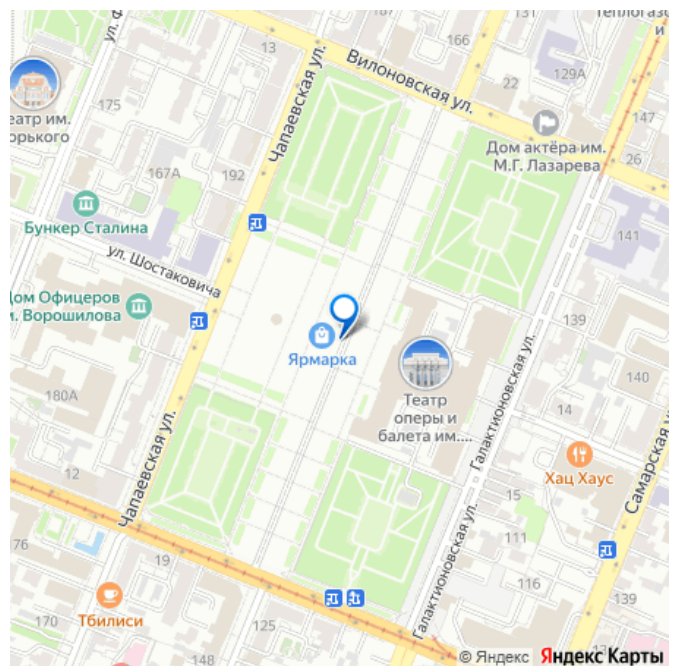 ул. Ф
13
187
166
131
Теплогаз
и
Вилоновская ул.
22
129А
147
Чапаевская ул.
еатр им.
орького
175
167А
192
Дом актёра им.
М.Г. Лазарева
26
Бункер Сталина
141
ул. Шостаковича
Дом Офицеров
м. Ворошилова
139
Ярмарка
Театр
оперы и
балета им....
Галактионовская ул.
140
180А
14
Хац Хаус
Самарская у
12
Чапаевская ул.
15
111
76
19
Галактионовская ул.
116
139
Тбилиси
170
125
148
© Яндекс Яндекс Карты